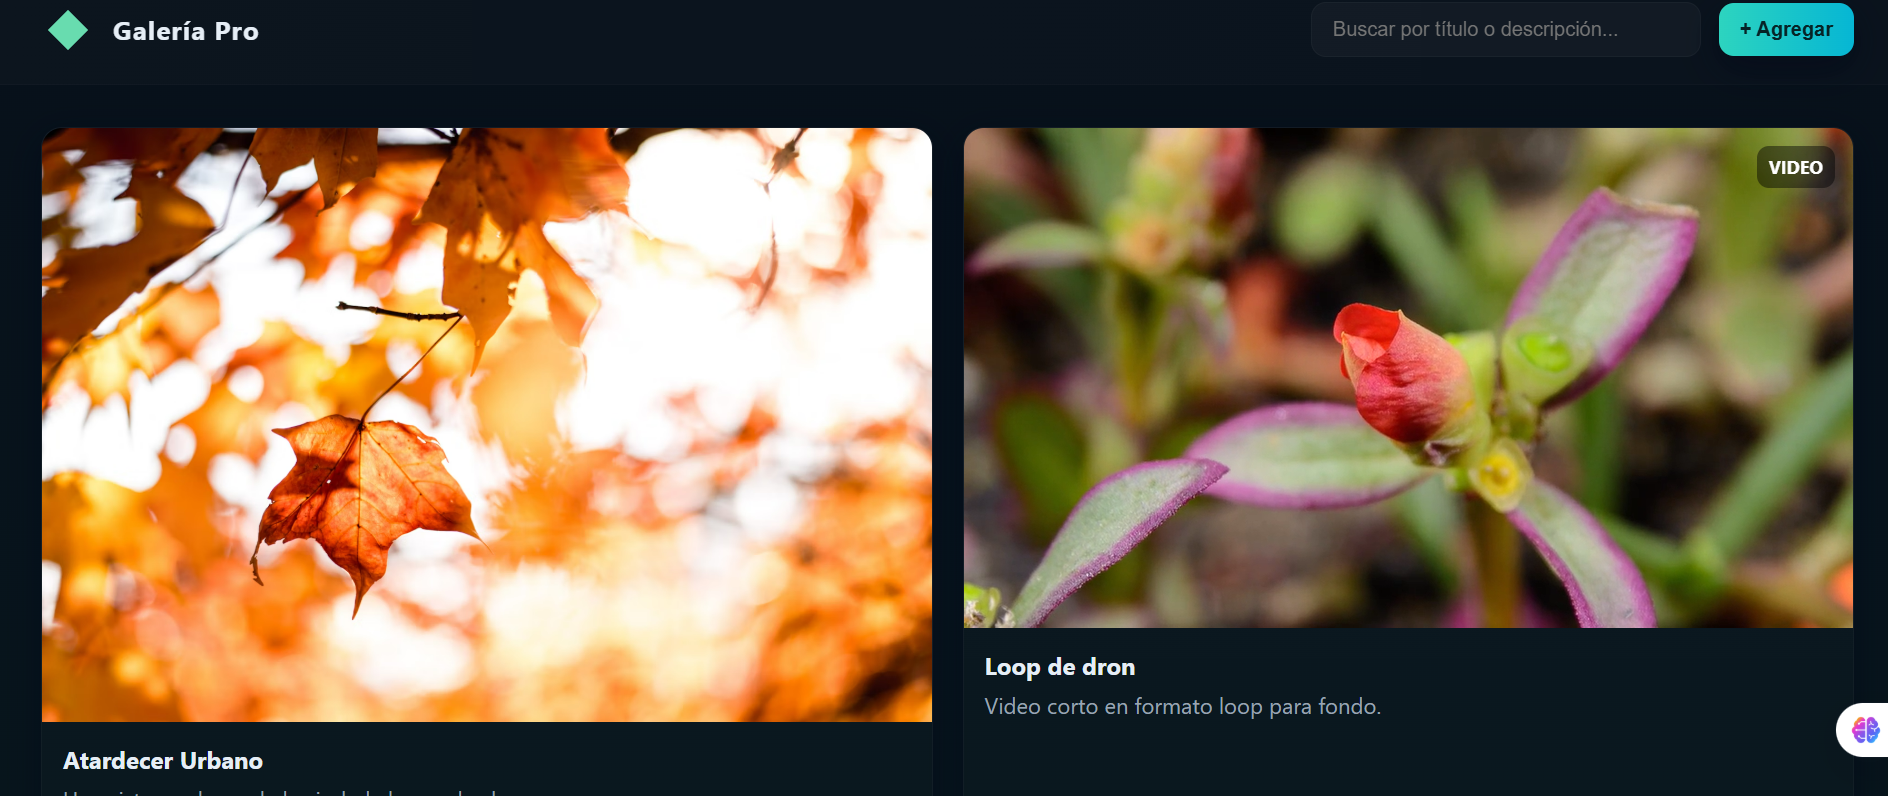 Galería Pro
Buscar por título o descripción...
+ Agregar
VIDEO
Loop de dron
Video corto en formato loop para fondo.
Atardecer Urbano